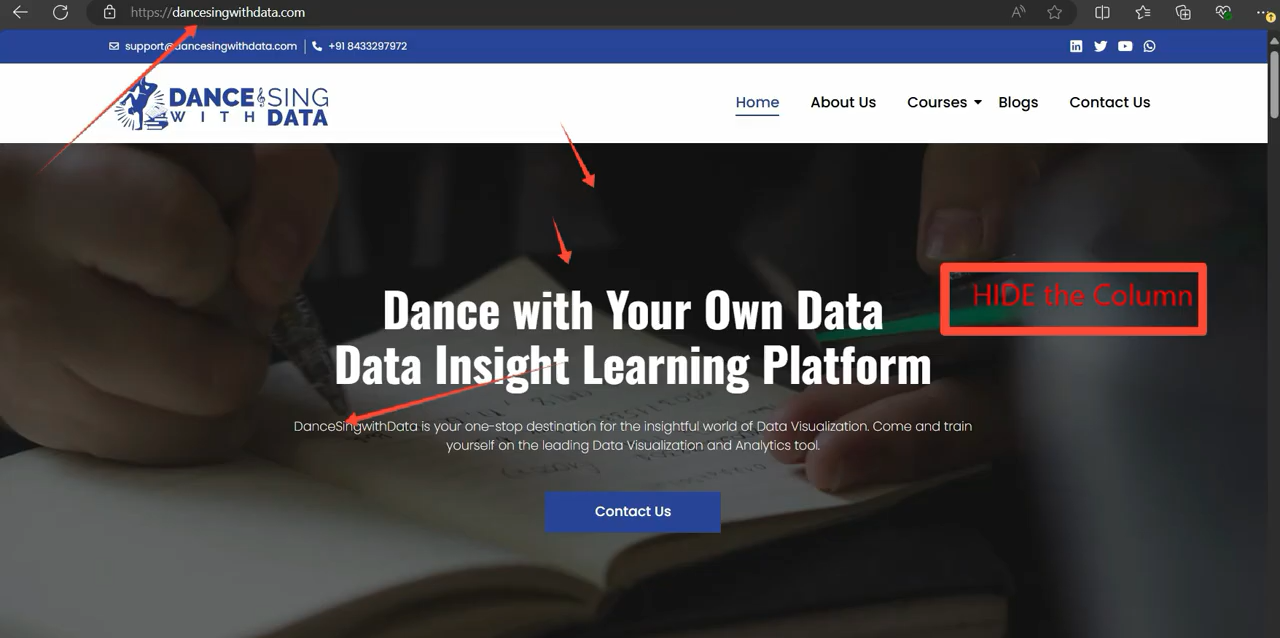 https://dancesingwithdata.com
support@dancesingwithdata.com
+91 8433297972
DANCE SING
WITH DATA
Home
About Us
Courses
Blogs
Contact Us
HIDE the Column
Dance with Your Own Data
Data Insight Learning Platform
DanceSingwithData is your one-stop destination for the insightful world of Data Visualization. Come and train
yourself on the leading Data Visualization and Analytics tool.
Contact Us